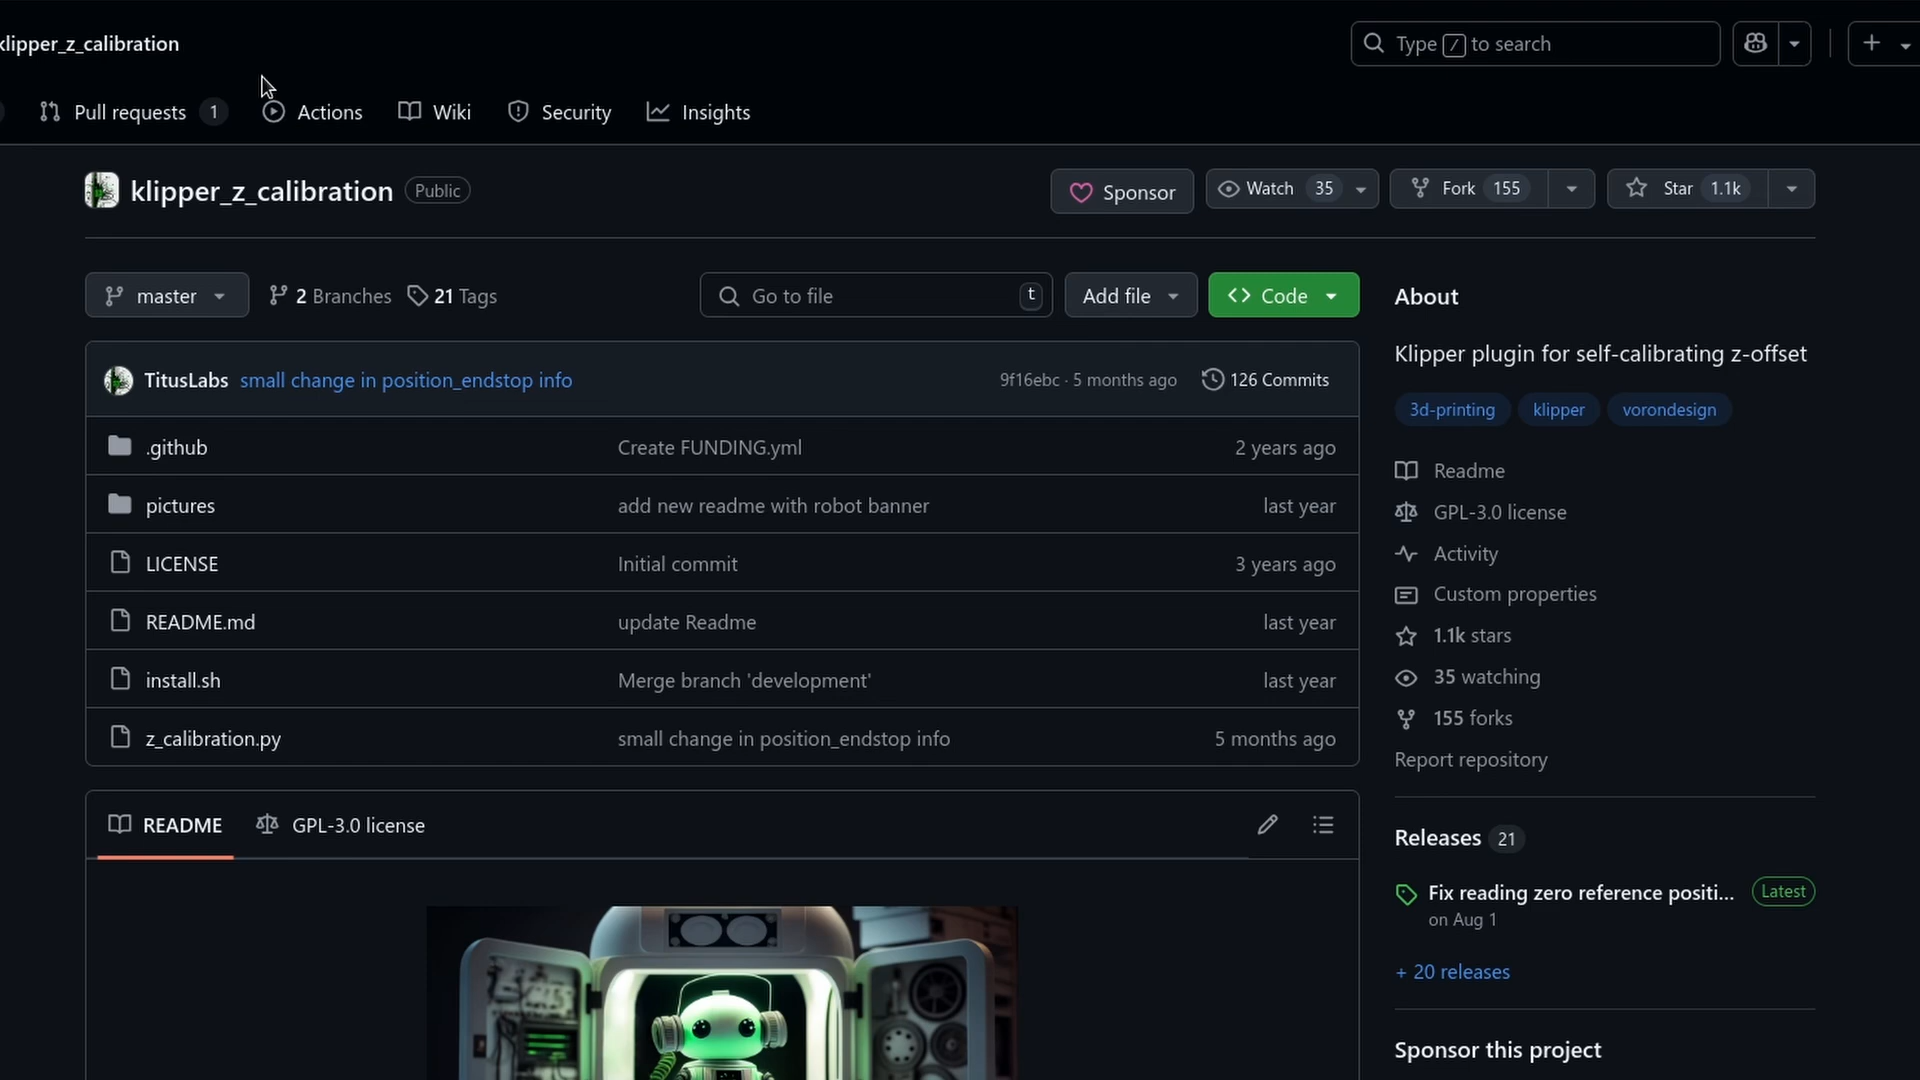 klipper_z_calibration
Type / to search
Pull requests 1
Actions
Wiki
Security
Insights
klipper_z_calibration Public
Sponsor
Watch 35
Fork 155
Star 1.1k
master
2 Branches
21 Tags
Go to file t
Add file
Code
TitusLabs small change in position_endstop info 9f16ebc · 5 months ago 126 Commits
.github Create FUNDING.yml 2 years ago
pictures add new readme with robot banner last year
LICENSE Initial commit 3 years ago
README.md update Readme last year
install.sh Merge branch 'development' last year
z_calibration.py small change in position_endstop info 5 months ago
README
GPL-3.0 license
About
Klipper plugin for self-calibrating z-offset
3d-printing klipper vorondesign
Readme
GPL-3.0 license
Activity
Custom properties
1.1k stars
35 watching
155 forks
Report repository
Releases 21
Fix reading zero reference positi... Latest
on Aug 1
+ 20 releases
Sponsor this project